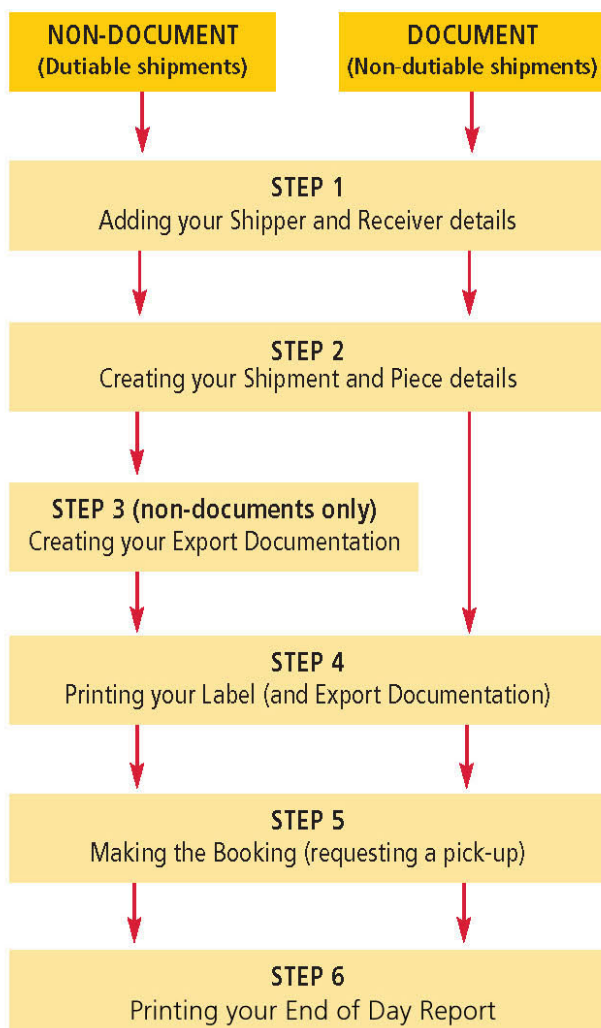 NON-DOCUMENT
(Dutiable shipments)
DOCUMENT
(Non-dutiable shipments)
STEP 1
Adding your Shipper and Receiver details
STEP 2
Creating your Shipment and Piece details
STEP 3 (non-documents only)
Creating your Export Documentation
STEP 4
Printing your Label (and Export Documentation)
STEP 5
Making the Booking (requesting a pick-up)
STEP 6
Printing your End of Day Report